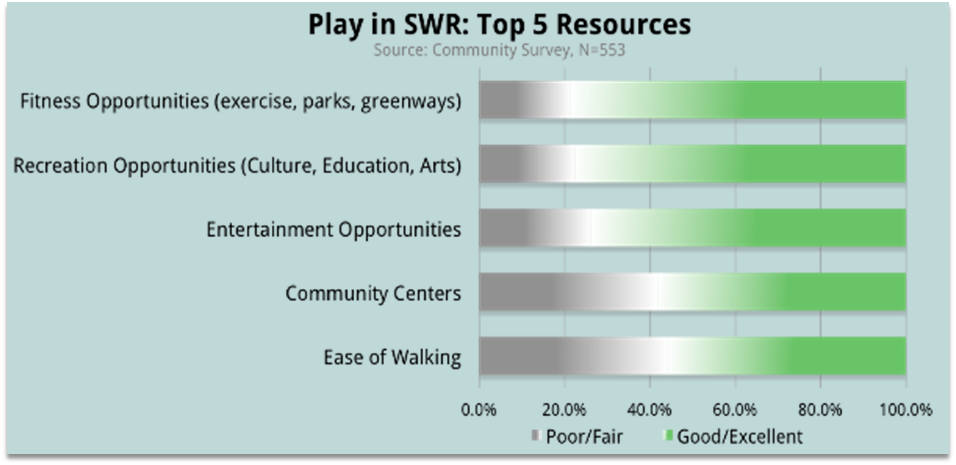 Play in SWR: Top 5 Resources
Source: Community Survey, N=553
Fitness Opportunities (exercise, parks, greenways)
Recreation Opportunities (Culture, Education, Arts)
Entertainment Opportunities
Community Centers
Ease of Walking
0.0% 20.0% 40.0% 60.0% 80.0% 100.0%
Poor/Fair Good/Excellent